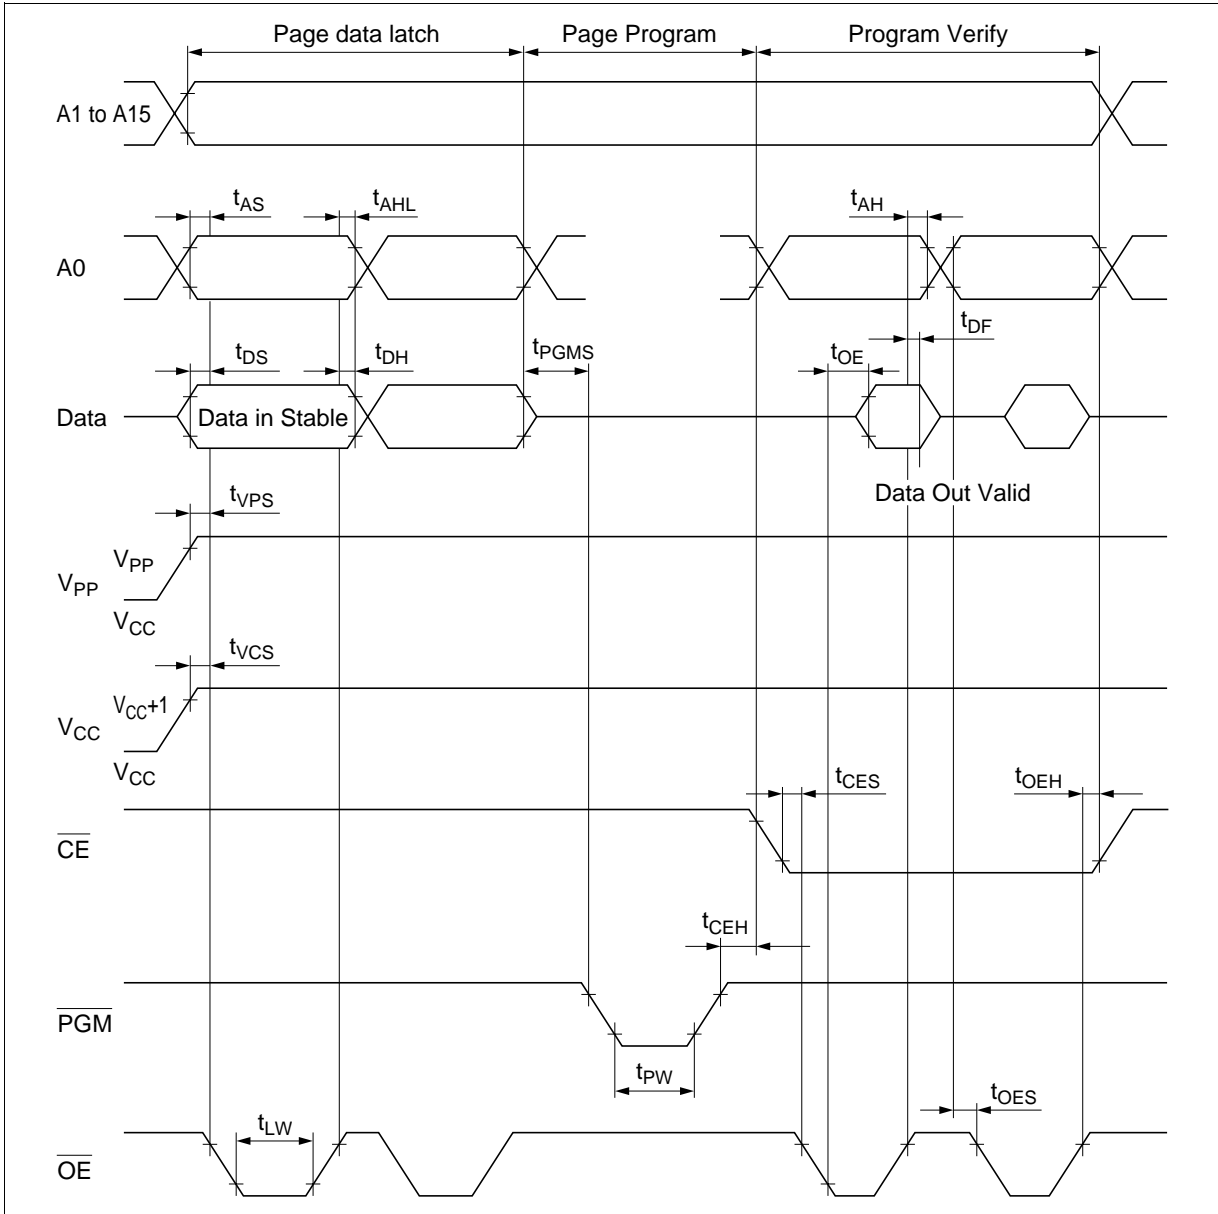 Page data latch Page Program Program Verify
A1 to A15
tAS tAHL tAH
A0
tDS tDH tPGMS tOE tDF
Data Data in Stable
Data Out Valid
tVPS
VPP
VPP
VCC
tVCS
VCC+1
VCC
VCC
tCES tOEH
CE
tCEH
PGM
tPW
tOES
tLW
OE